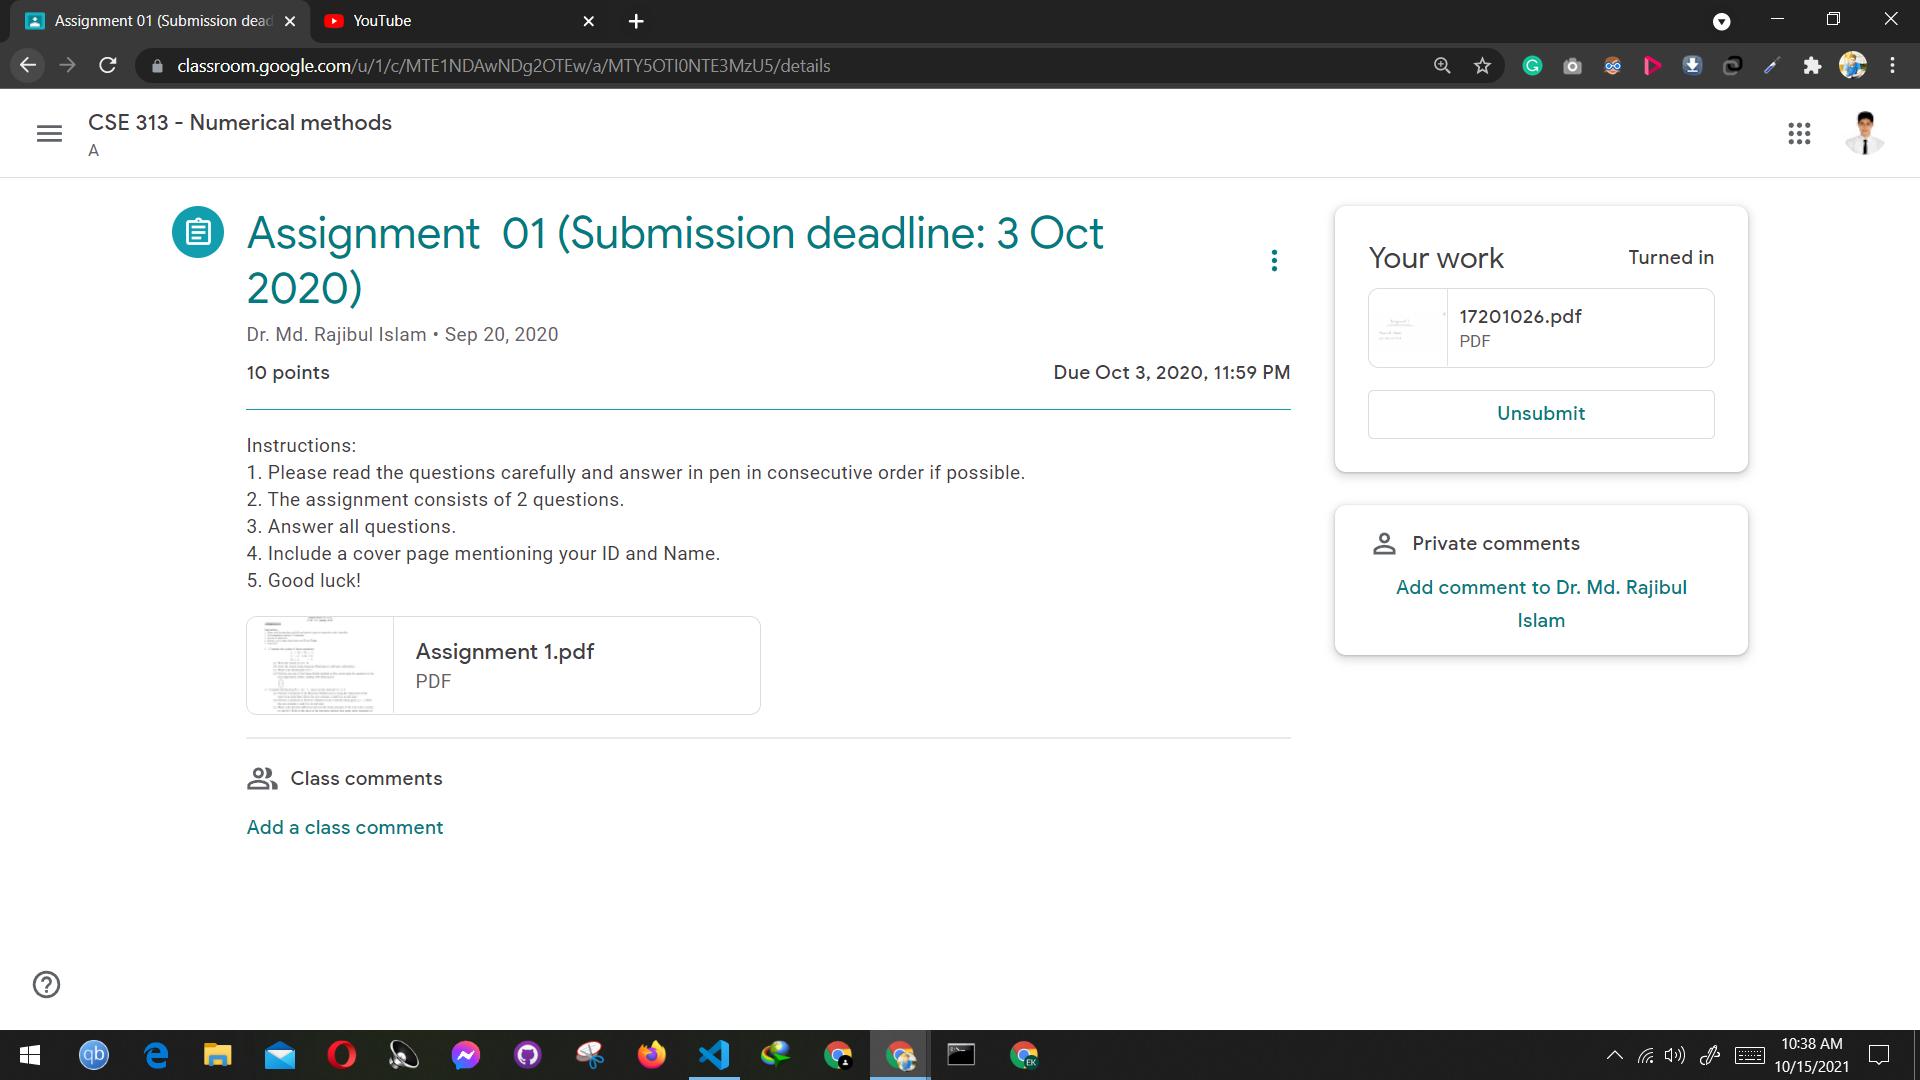 Assignment 01 (Submission dead
YouTube
classroom.google.com/u/1/c/MTE1NDAwNDg2OTEw/a/MTY5OTI0NTE3MzU5/details
CSE 313 - Numerical methods
A
Assignment  01 (Submission deadline: 3 Oct
2020)
Dr. Md. Rajibul Islam • Sep 20, 2020
10 points
Due Oct 3, 2020, 11:59 PM
Instructions:
1. Please read the questions carefully and answer in pen in consecutive order if possible.
2. The assignment consists of 2 questions.
3. Answer all questions.
4. Include a cover page mentioning your ID and Name.
5. Good luck!
Assignment 1.pdf
PDF
Class comments
Add a class comment
Your work
Turned in
17201026.pdf
PDF
Unsubmit
Private comments
Add comment to Dr. Md. Rajibul
Islam
qb
EK
10:38 AM
10/15/2021